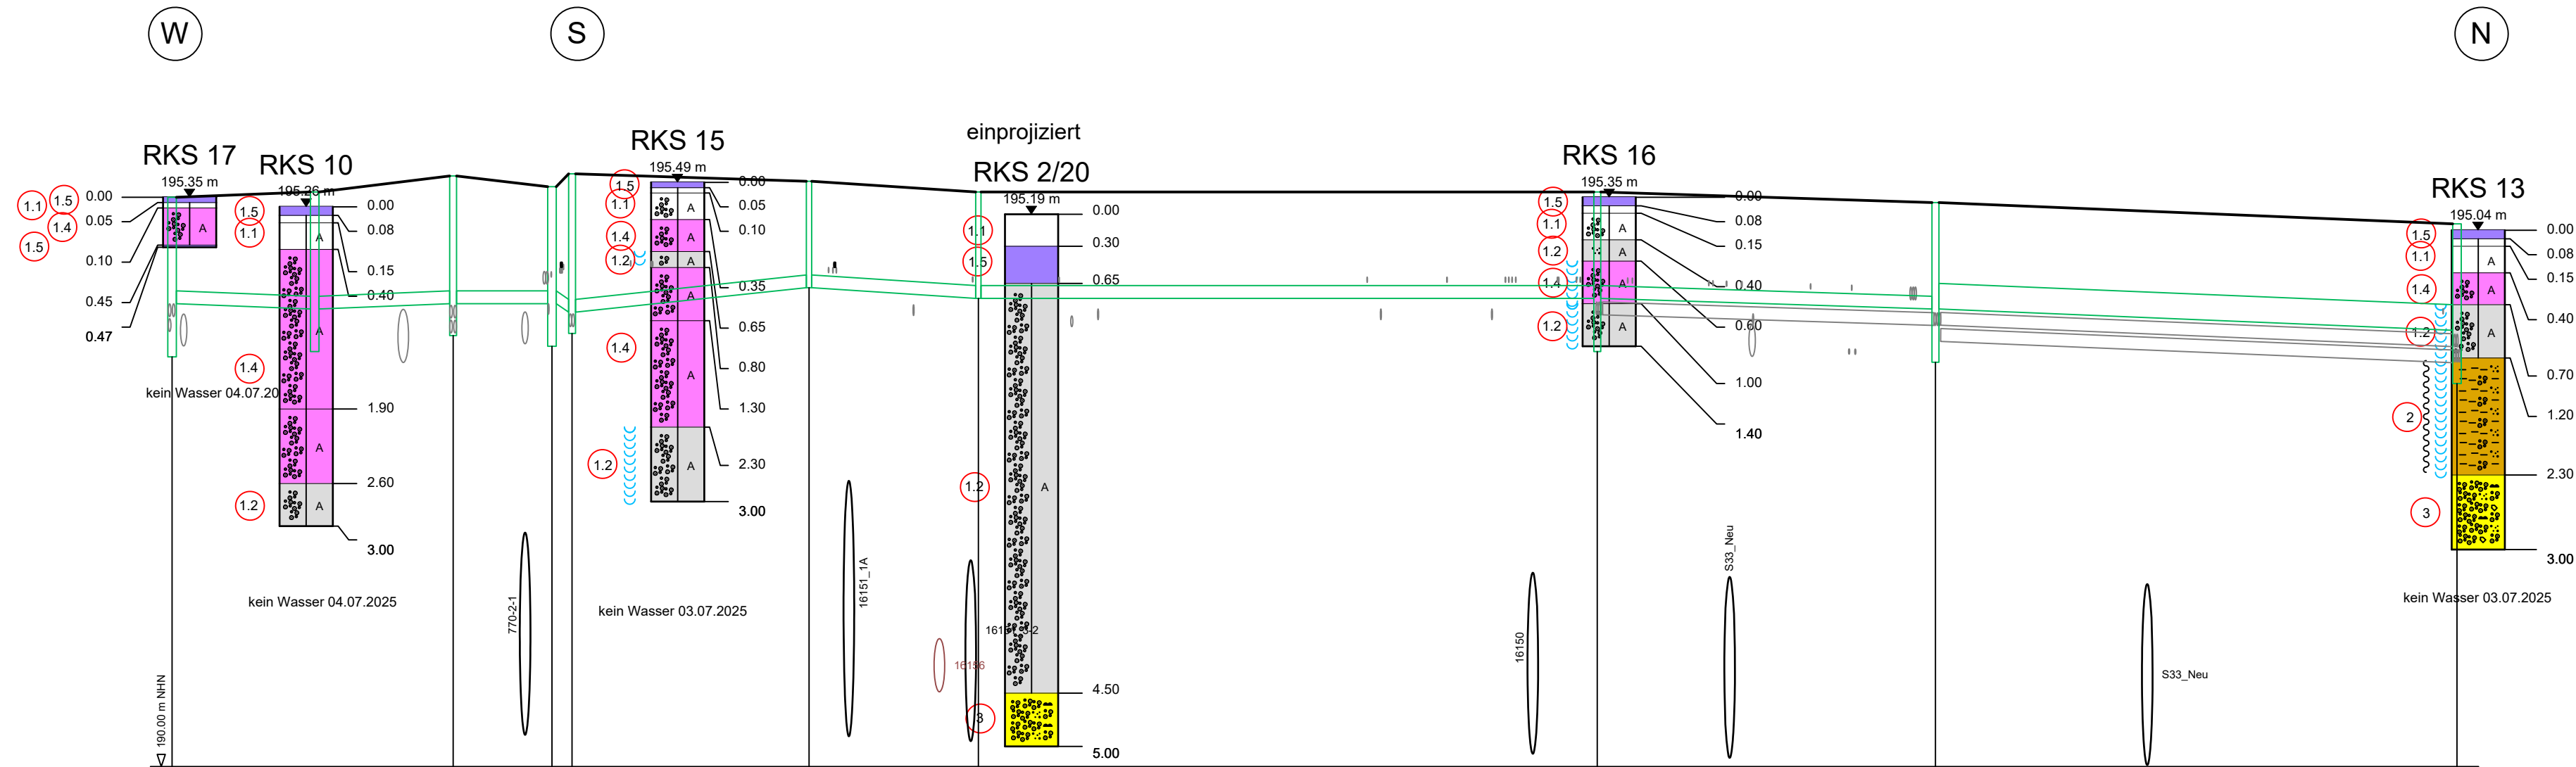 W
S
N
RKS 17
195.35 m
0.00
0.05
0.10
0.45
0.47
1.1
1.5
1.4
1.5
A
kein Wasser 04.07.20
RKS 10
195.26 m
0.00
0.08
0.15
0.40
1.90
2.60
3.00
1.5
1.1
1.4
1.2
A
A
A
A
kein Wasser 04.07.2025
RKS 15
195.49 m
0.00
0.05
0.10
0.35
0.65
0.80
1.30
2.30
3.00
1.5
1.1
1.4
1.2
1.4
1.2
A
A
A
A
A
A
kein Wasser 03.07.2025
einprojiziert
RKS 2/20
195.19 m
0.00
0.30
0.65
4.50
5.00
1.1
1.5
1.2
3
A
RKS 16
195.35 m
0.00
0.08
0.15
0.40
0.60
1.00
1.40
1.5
1.1
1.2
1.4
1.2
A
A
A
A
RKS 13
195.04 m
0.00
0.08
0.15
0.40
0.70
1.20
2.30
3.00
1.5
1.1
1.4
1.2
2
3
A
A
A
kein Wasser 03.07.2025
190.00 m NHN
770-2-1
16151_1A
16156
16150
S33_Neu
S33_Neu